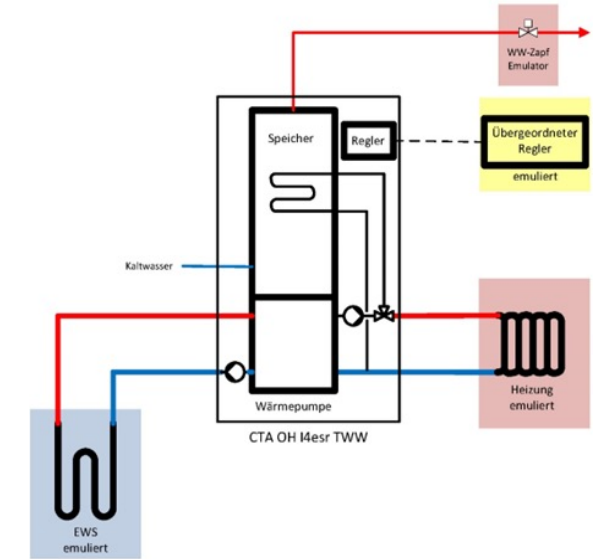 WW-Zapf
Emulator
Speicher
Regler
Übergeordneter
Regler
emuliert
Kaltwasser
Heizung
emuliert
Wärmepumpe
CTA OH I4esr TWW
EWS
emuliert